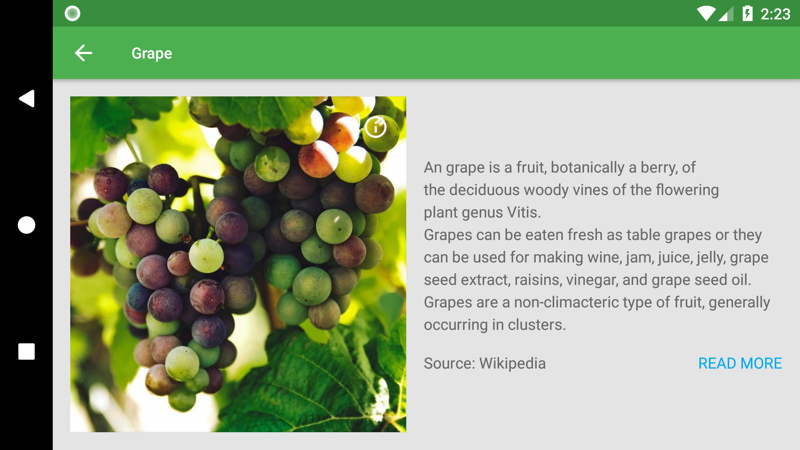 2:23
Grape
An grape is a fruit, botanically a berry, of
the deciduous woody vines of the flowering
plant genus Vitis.
Grapes can be eaten fresh as table grapes or they
can be used for making wine, jam, juice, jelly, grape
seed extract, raisins, vinegar, and grape seed oil.
Grapes are a non-climacteric type of fruit, generally
occurring in clusters.
Source: Wikipedia READ MORE